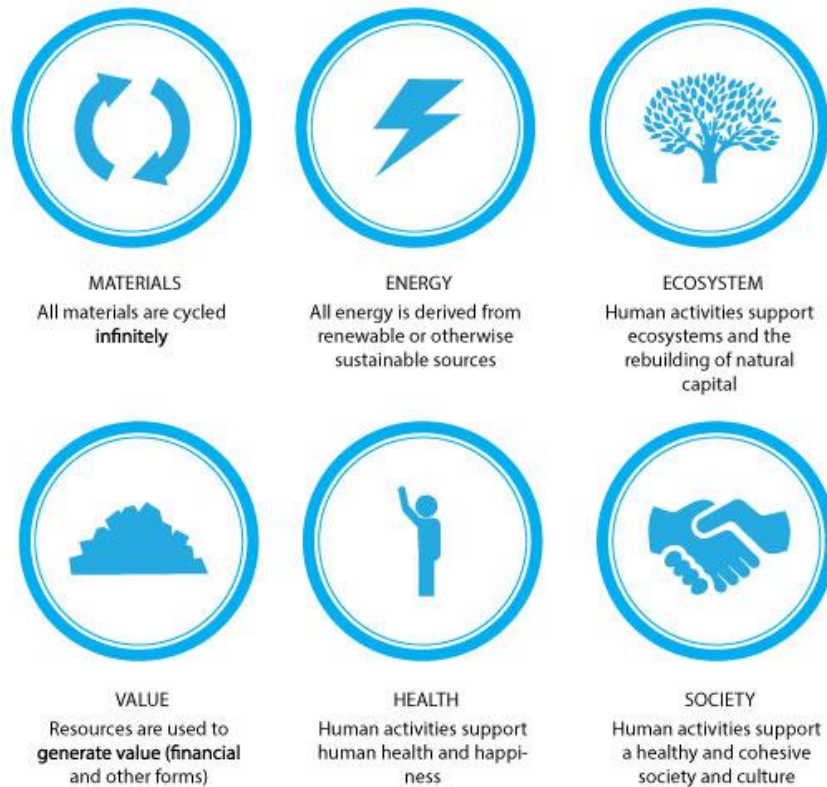 MATERIALS
All materials are cycled
infinitely
ENERGY
All energy is derived from
renewable or otherwise
sustainable sources
ECOSYSTEM
Human activities support
ecosystems and the
rebuilding of natural
capital
VALUE
Resources are used to
generate value (financial
and other forms)
HEALTH
Human activities support
human health and happi-
ness
SOCIETY
Human activities support
a healthy and cohesive
society and culture